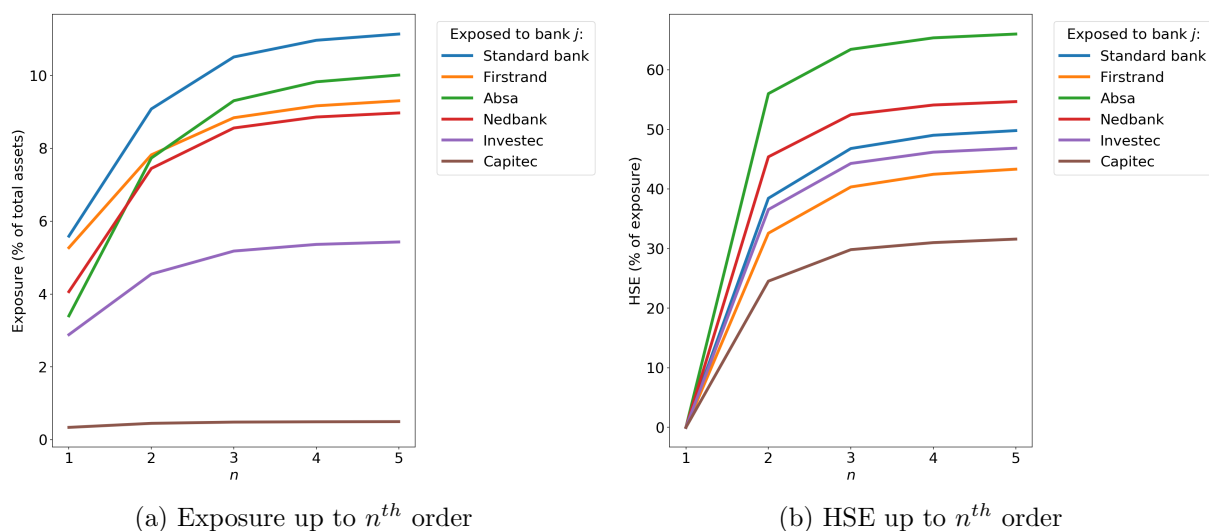 Exposure (% of total assets)
10
8
6
4
2
0
1 2 3 4 5
n
Exposed to bank j:
Standard bank
Firstrand
Absa
Nedbank
Investec
Capitec
(a) Exposure up to nth order
HSE (% of exposure)
60
50
40
30
20
10
0
1 2 3 4 5
n
Exposed to bank j:
Standard bank
Firstrand
Absa
Nedbank
Investec
Capitec
(b) HSE up to nth order